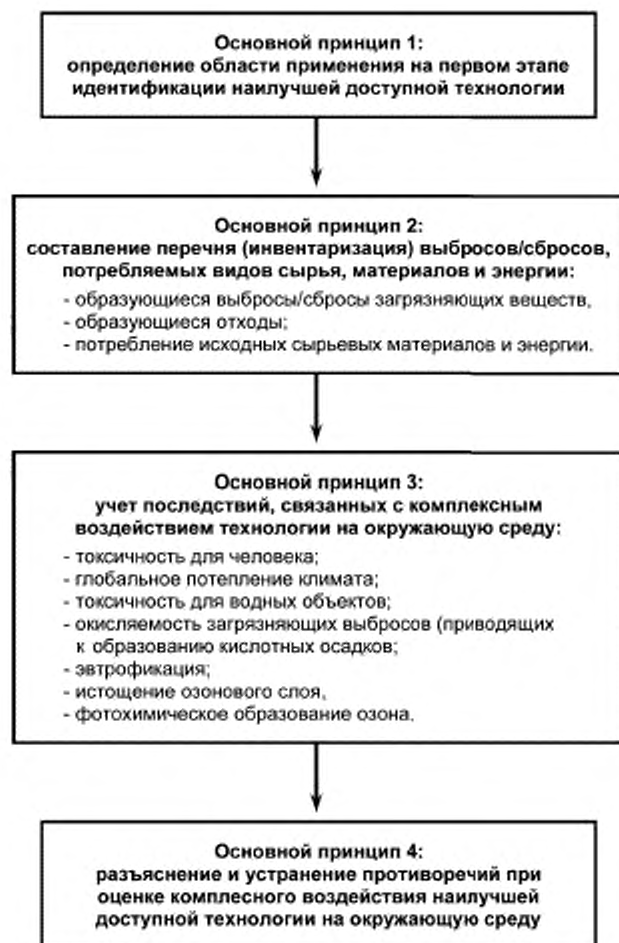 Основной принцип 1:
определение области применения на первом этапе
идентификации наилучшей доступной технологии
Основной принцип 2:
составление перечня (инвентаризация) выбросов/сбросов,
потребляемых видов сырья, материалов и энергии:
- образующиеся выбросы/сбросы загрязняющих веществ,
- образующиеся отходы;
- потребление исходных сырьевых материалов и энергии.
Основной принцип 3:
учет последствий, связанных с комплексным
воздействием технологии на окружающую среду:
- токсичность для человека;
- глобальное потепление климата;
- токсичность для водных объектов;
- окисляемость загрязняющих выбросов (приводящих
к образованию кислотных осадков;
- эвтрофикация;
- истощение озонового слоя,
- фотохимическое образование озона.
Основной принцип 4:
разъяснение и устранение противоречий при
оценке комплесного воздействия наилучшей
доступной технологии на окружающую среду